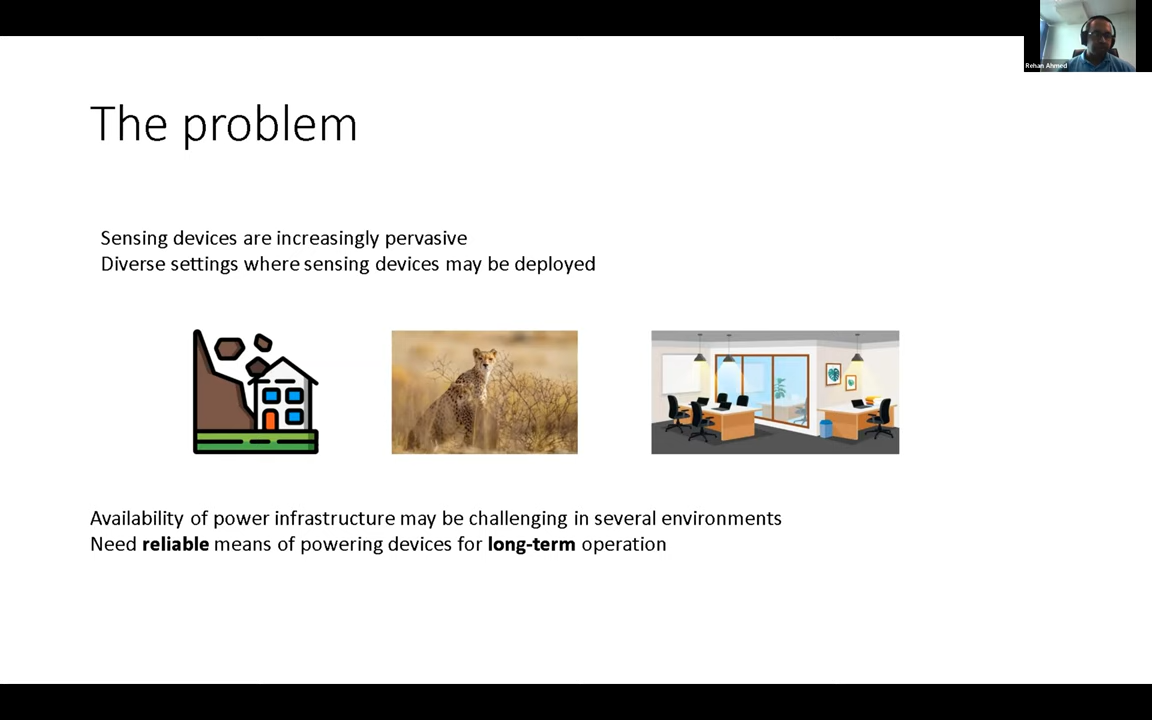 Rehan Ahmed
The problem
Sensing devices are increasingly pervasive
Diverse settings where sensing devices may be deployed
Availability of power infrastructure may be challenging in several environments
Need reliable means of powering devices for long-term operation